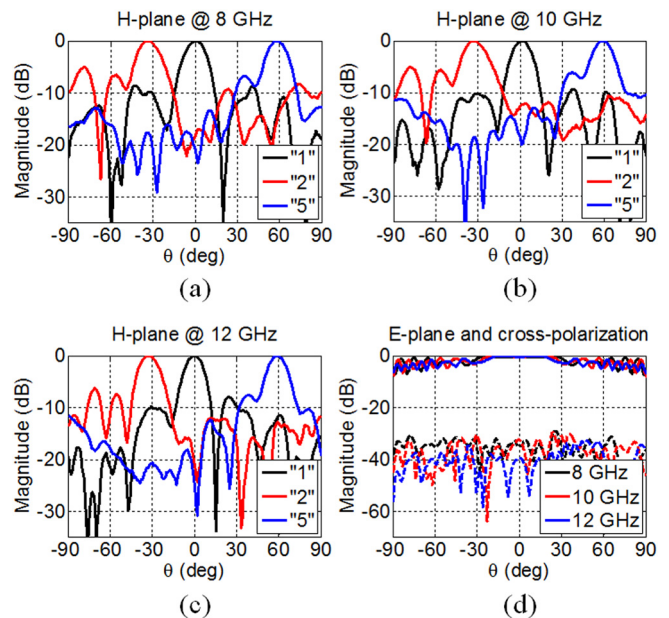 H-plane @ 8 GHz
Magnitude (dB)
0
-10
-20
-30
"1"
"2"
"5"
-90 -60 -30 0 30 60 90
θ (deg)
(a)
H-plane @ 10 GHz
Magnitude (dB)
0
-10
-20
-30
"1"
"2"
"5"
-90 -60 -30 0 30 60 90
θ (deg)
(b)
H-plane @ 12 GHz
Magnitude (dB)
0
-10
-20
-30
"1"
"2"
"5"
-90 -60 -30 0 30 60 90
θ (deg)
(c)
E-plane and cross-polarization
Magnitude (dB)
0
-20
-40
-60
8 GHz
10 GHz
12 GHz
-90 -60 -30 0 30 60 90
θ (deg)
(d)